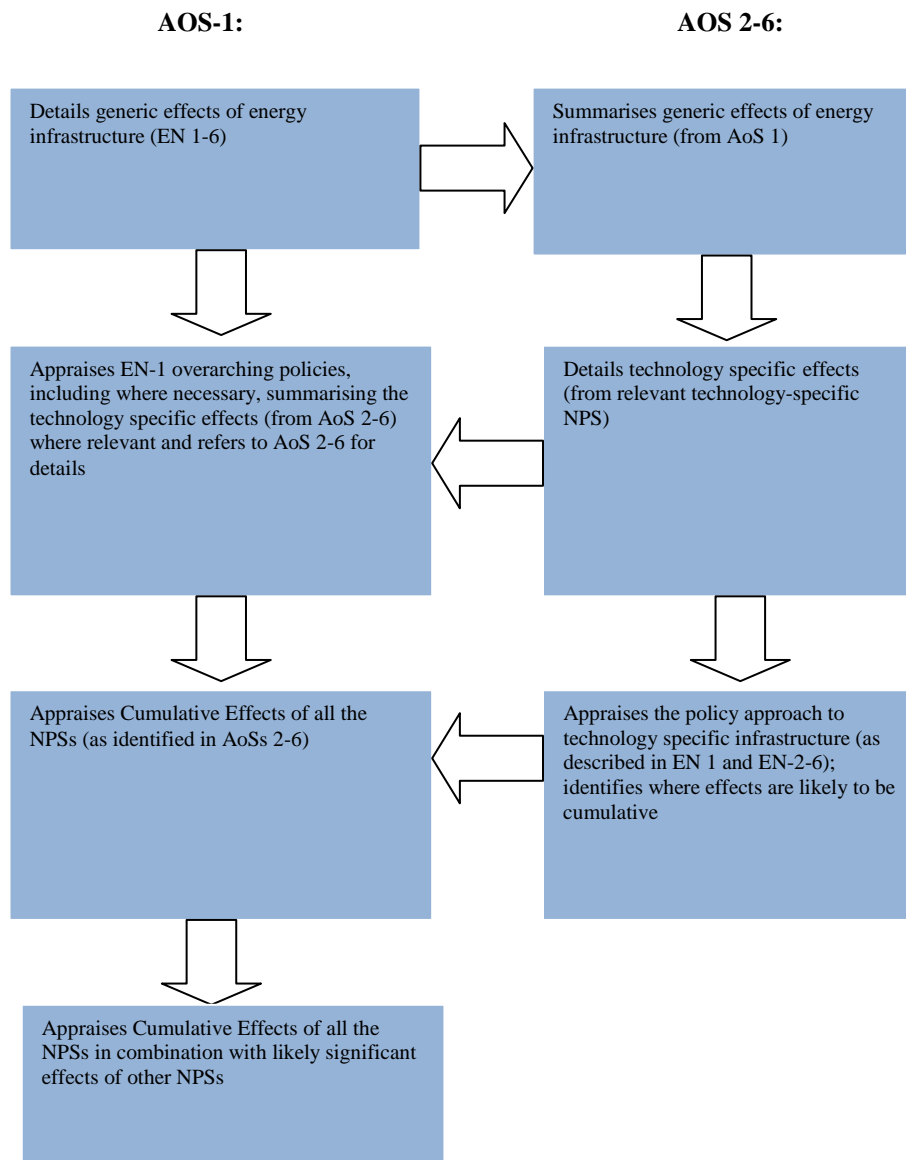 AOS-1:
AOS 2-6:
Details generic effects of energy
infrastructure (EN 1-6)
Summarises generic effects of energy
infrastructure (from AoS 1)
Appraises EN-1 overarching policies,
including where necessary, summarising the
technology specific effects (from AoS 2-6)
where relevant and refers to AoS 2-6 for
details
Details technology specific effects
(from relevant technology-specific
NPS)
Appraises Cumulative Effects of all the
NPSs (as identified in AoSs 2-6)
Appraises the policy approach to
technology specific infrastructure (as
described in EN 1 and EN-2-6);
identifies where effects are likely to be
cumulative
Appraises Cumulative Effects of all the
NPSs in combination with likely significant
effects of other NPSs